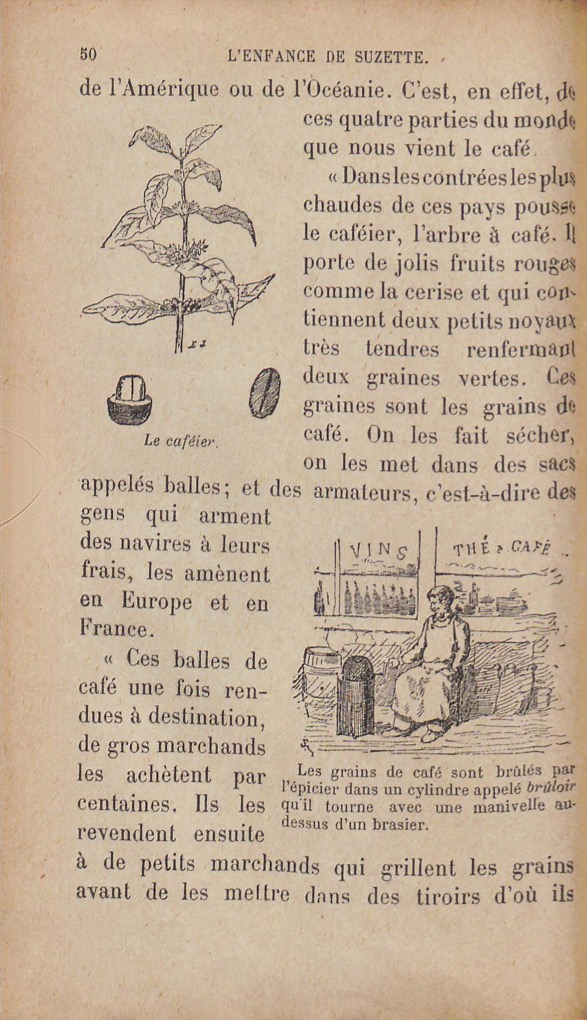 50
L'ENFANCE DE SUZETTE.
de l'Amérique ou de l'Océanie. C'est, en effet, de
ces quatre parties du monde
que nous vient le café.
« Dans les contrées les plus
chaudes de ces pays pousse
le caféier, l'arbre à café. Il
porte de jolis fruits rouges
comme la cerise et qui con-
tiennent deux petits noyaux
très tendres renfermant
deux graines vertes. Ces
graines sont les grains de
café. On les fait sécher,
on les met dans des sacs
Le caféier.
appelés balles; et des armateurs, c'est-à-dire des
gens qui arment
des navires à leurs
frais, les amènent
en Europe et en
France.
« Ces balles de
café une fois ren-
dues à destination,
de gros marchands
les achètent par
centaines. Ils les
revendent ensuite
VINS
THÉ & CAFÉ
Les grains de café sont brûlés par
l'épicier dans un cylindre appelé brûloir
qu'il tourne avec une manivelle au-
dessus d'un brasier.
à de petits marchands qui grillent les grains
avant de les mettre dans des tiroirs d'où ils